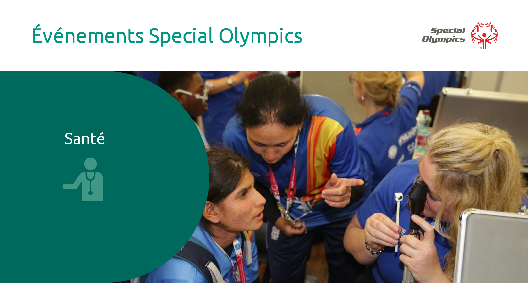 Événements Special Olympics
Special
Olympics
Santé